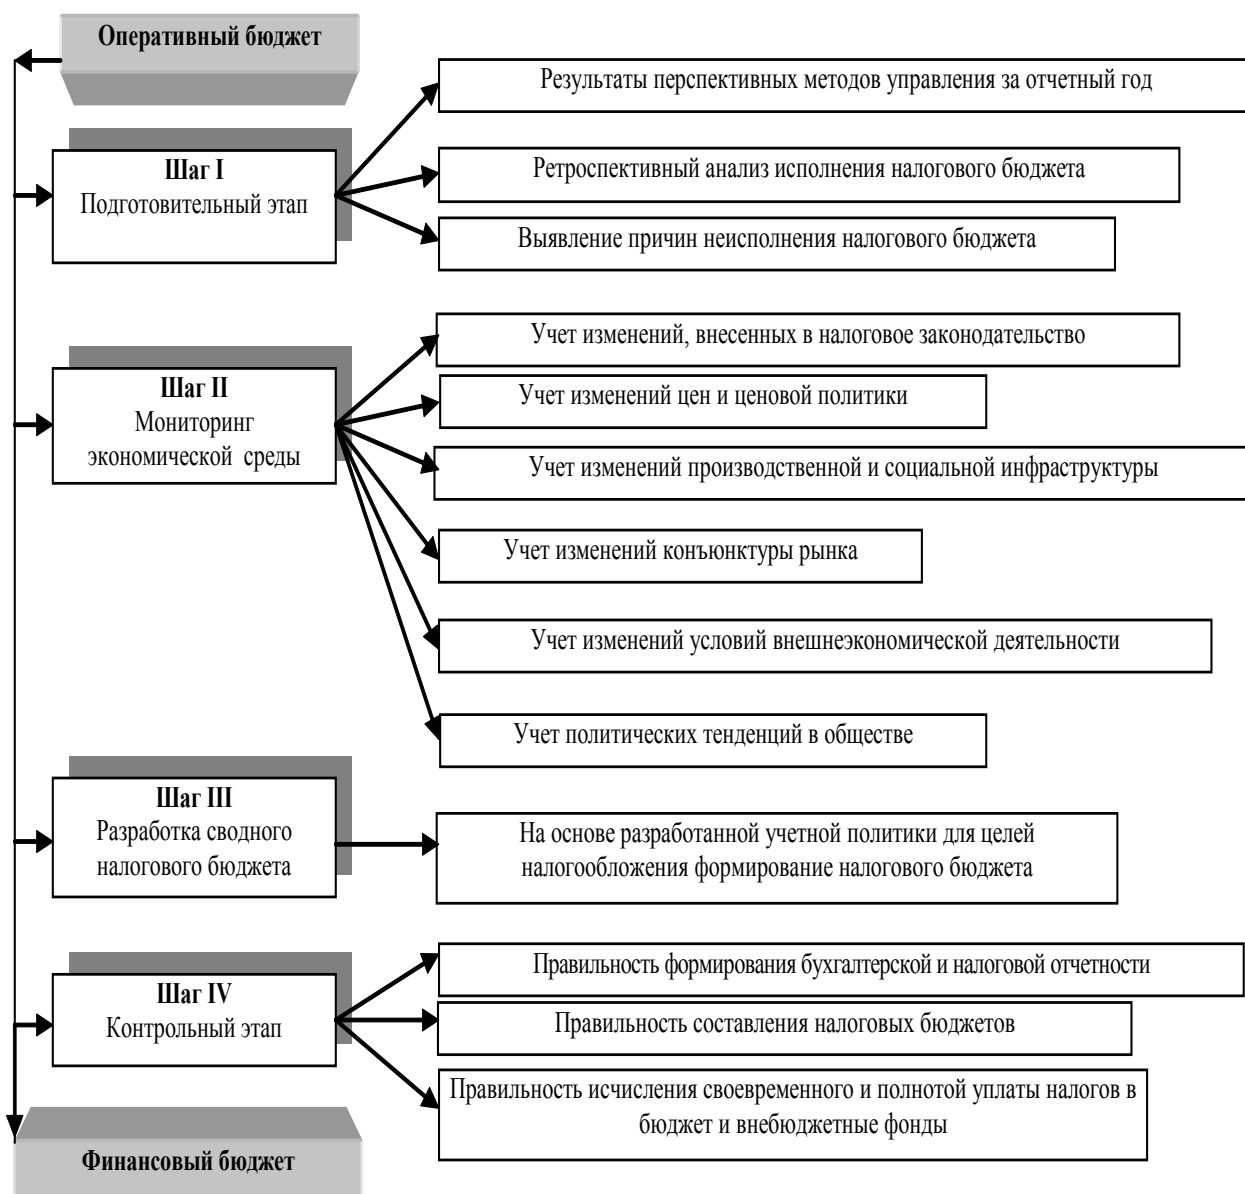 Оперативный бюджет
Результаты перспективных методов управления за отчетный год
Шаг I
Подготовительный этап
Ретроспективный анализ исполнения налогового бюджета
Выявление причин неисполнения налогового бюджета
Шаг II
Мониторинг
экономической среды
Учет изменений, внесенных в налоговое законодательство
Учет изменений цен и ценовой политики
Учет изменений производственной и социальной инфраструктуры
Учет изменений конъюнктуры рынка
Учет изменений условий внешнеэкономической деятельности
Учет политических тенденций в обществе
Шаг III
Разработка сводного
налогового бюджета
На основе разработанной учетной политики для целей
налогообложения формирование налогового бюджета
Шаг IV
Контрольный этап
Правильность формирования бухгалтерской и налоговой отчетности
Правильность составления налоговых бюджетов
Правильность исчисления своевременного и полнотой уплаты налогов в
бюджет и внебюджетные фонды
Финансовый бюджет